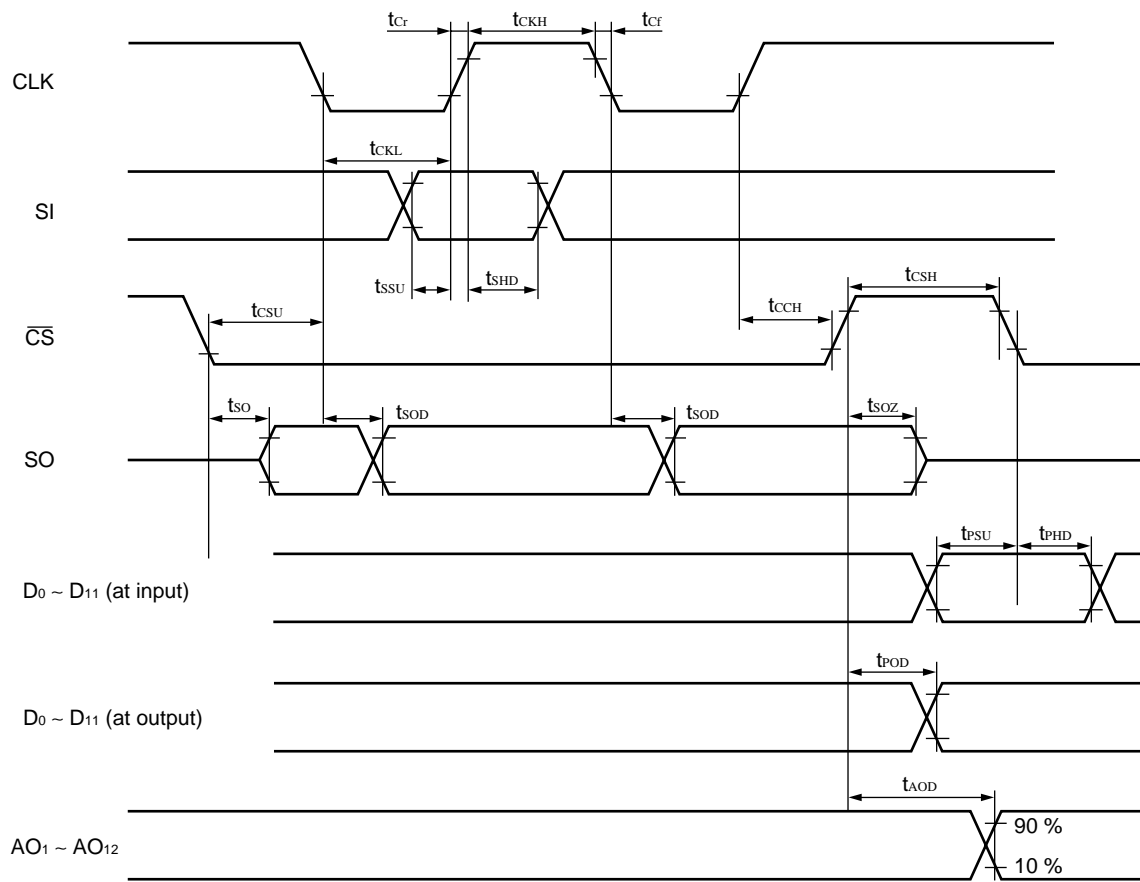 tCr tCKH tCf
CLK
tCKL
SI
tSSU tSHD tCSH
tCSU tCCH
CS
tSO tSOD tSOD tSOZ
SO
tPSU tPHD
D0 ~ D11 (at input)
tPOD
D0 ~ D11 (at output)
tAOD
90 %
AO1 ~ AO12
10 %